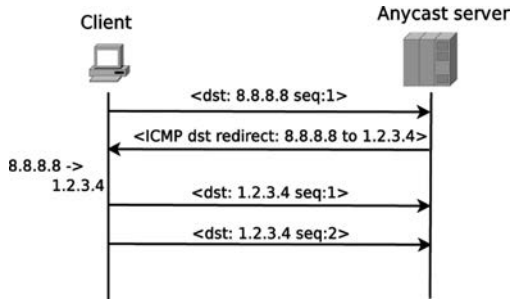 Client
Anycast server
<dst: 8.8.8.8 seq:1>
<ICMP dst redirect: 8.8.8.8 to 1.2.3.4>
8.8.8.8 ->
1.2.3.4
<dst: 1.2.3.4 seq:1>
<dst: 1.2.3.4 seq:2>